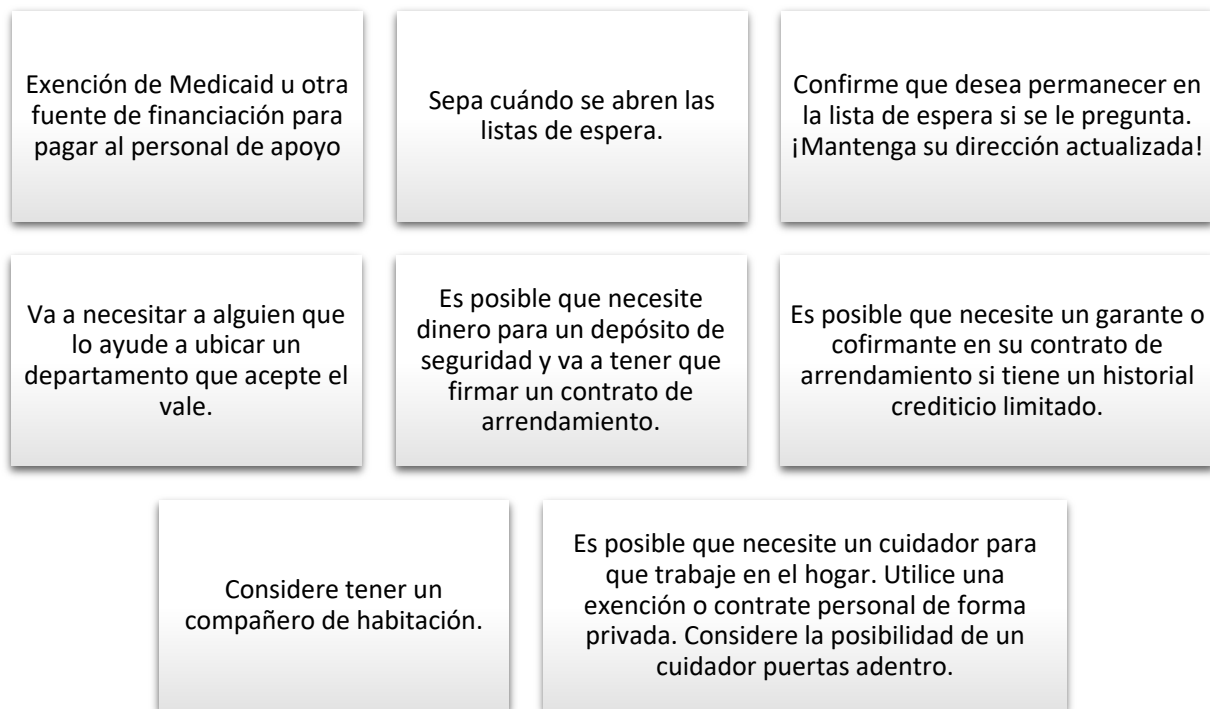 Exención de Medicaid u otra
fuente de financiación para
pagar al personal de apoyo
Sepa cuándo se abren las
listas de espera.
Confirme que desea permanecer en
la lista de espera si se le pregunta.
¡Mantenga su dirección actualizada!
Va a necesitar a alguien que
lo ayude a ubicar un
departamento que acepte el
vale.
Es posible que necesite
dinero para un depósito de
seguridad y va a tener que
firmar un contrato de
arrendamiento.
Es posible que necesite un garante o
cofirmante en su contrato de
arrendamiento si tiene un historial
crediticio limitado.
Considere tener un
compañero de habitación.
Es posible que necesite un cuidador para
que trabaje en el hogar. Utilice una
exención o contrate personal de forma
privada. Considere la posibilidad de un
cuidador puertas adentro.